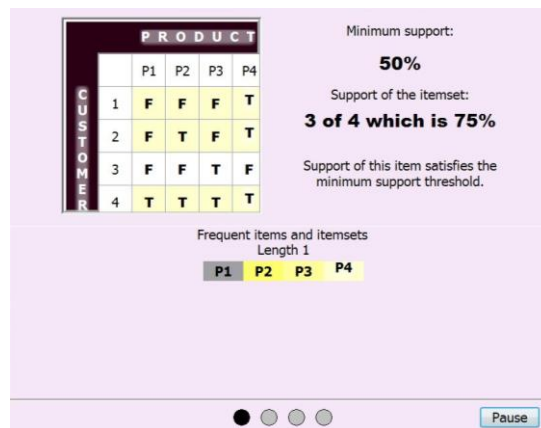 PRODUCT
P1 P2 P3 P4
CUSTOMER
1 F F F T
2 F T F T
3 F F T F
4 T T T T
Minimum support:
50%
Support of the itemset:
3 of 4 which is 75%
Support of this item satisfies the
minimum support threshold.
Frequent items and itemsets
Length 1
P1 P2 P3 P4
Pause